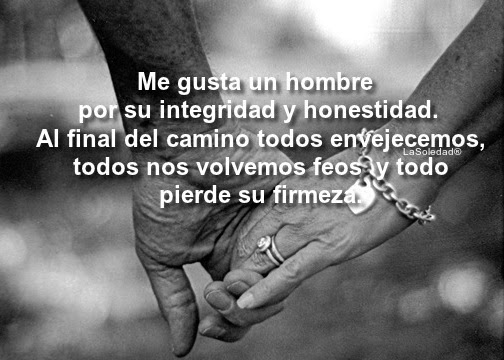 Me gusta un hombre
por su integridad y honestidad.
Al final del camino todos envejecemos,
LaSoledad®
todos nos volvemos feos, y todo
pierde su firmeza.